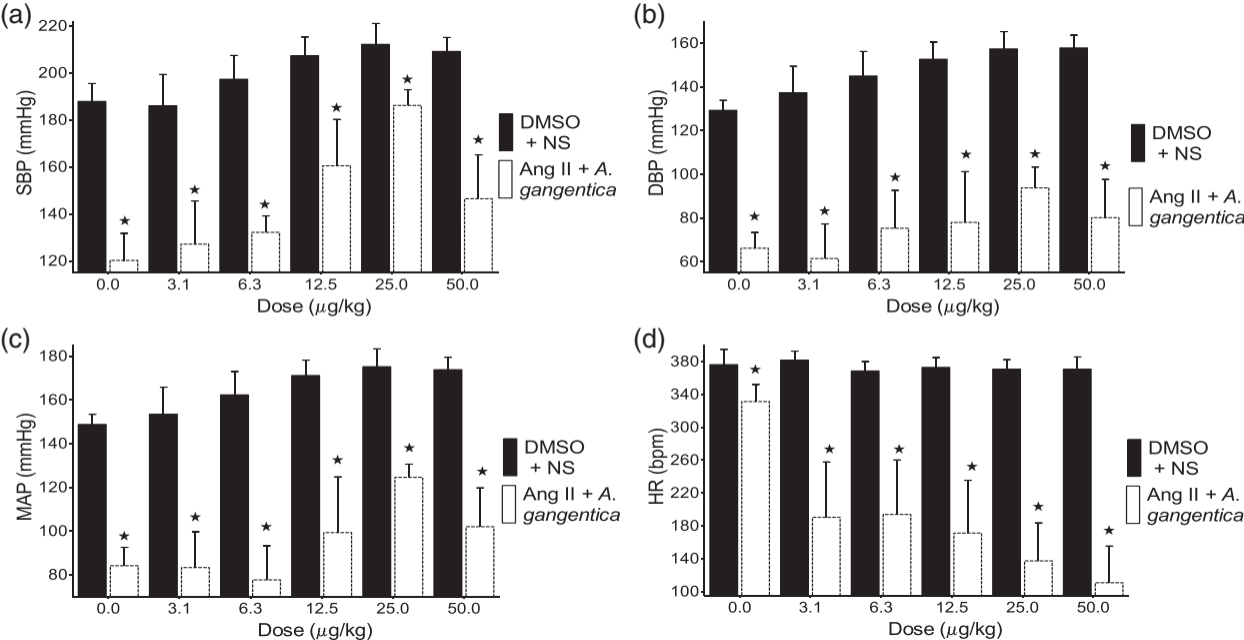 (a)
220
200
180
160
140
120
SBP (mmHg)
★
★
★
★
★
★
0.0 3.1 6.3 12.5 25.0 50.0
Dose (μg/kg)
DMSO
+ NS
Ang II + A.
gangentica
(b)
160
140
120
100
80
60
DBP (mmHg)
★
★
★
★
★
★
0.0 3.1 6.3 12.5 25.0 50.0
Dose (μg/kg)
DMSO
+ NS
Ang II + A.
gangentica
(c)
180
160
140
120
100
80
MAP (mmHg)
★
★
★
★
★
★
0.0 3.1 6.3 12.5 25.0 50.0
Dose (μg/kg)
DMSO
+ NS
Ang II + A.
gangentica
(d)
380
340
300
260
220
180
140
100
HR (bpm)
★
★
★
★
★
★
0.0 3.1 6.3 12.5 25.0 50.0
Dose (μg/kg)
DMSO
+ NS
Ang II + A.
gangentica